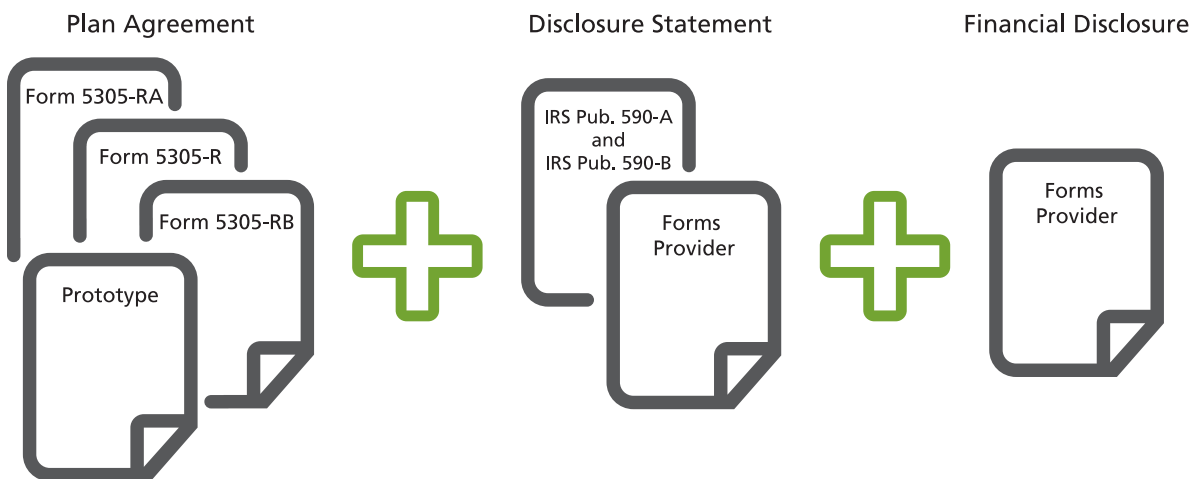 Plan Agreement
Form 5305-RA
Form 5305-R
Form 5305-RB
Prototype
Disclosure Statement
IRS Pub. 590-A
and
IRS Pub. 590-B
Forms
Provider
Financial Disclosure
Forms
Provider